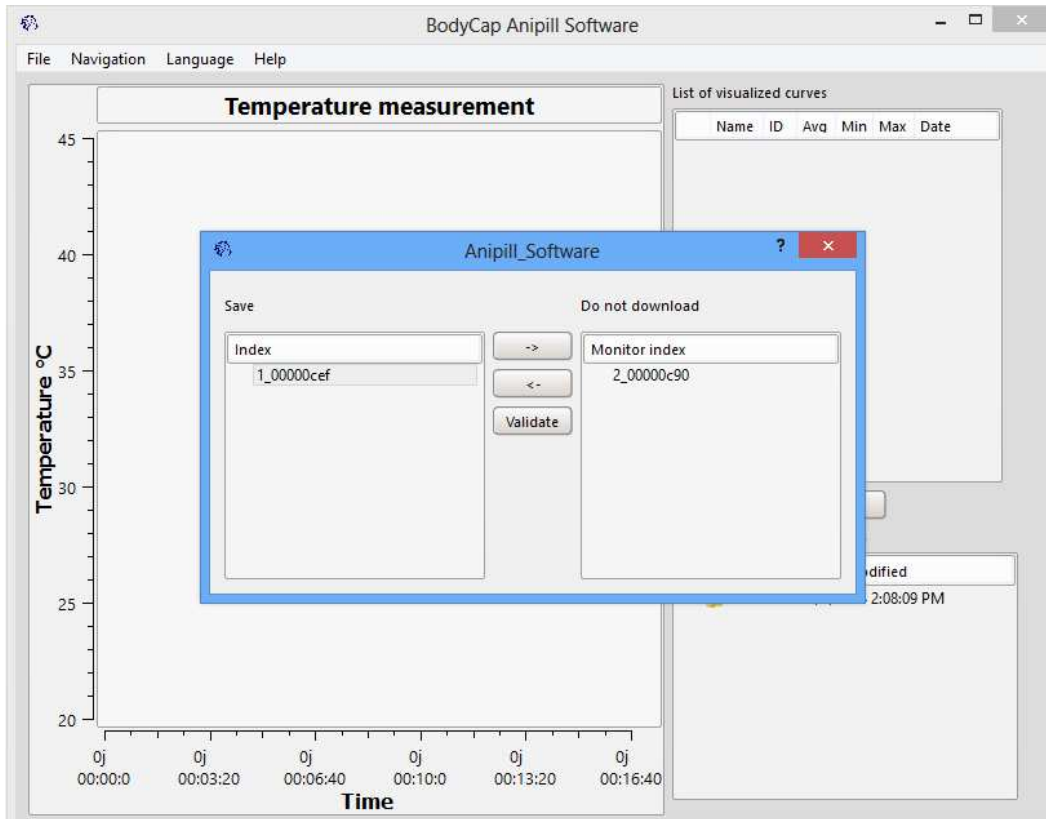 BodyCap Anipill Software
File Navigation Language Help
Temperature measurement
List of visualized curves
Name ID Avg Min Max Date
45
40
35
30
25
20
Temperature °C
0j 0j 0j 0j 0j 0j
00:00:0 00:03:20 00:06:40 00:10:0 00:13:20 00:16:40
Time
Anipill_Software
?
Save
Do not download
Index
1_00000cef
->
<-
Validate
Monitor index
2_00000c90
2:08:09 PM